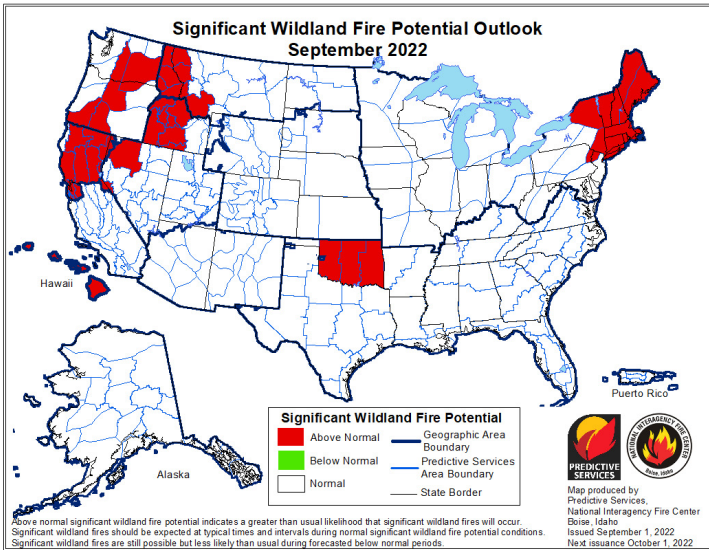 Significant Wildland Fire Potential Outlook
September 2022
Hawaii
Alaska
Puerto Rico
Significant Wildland Fire Potential
Above Normal
Below Normal
Normal
Geographic Area
Boundary
Predictive Services
Area Boundary
State Border
PREDICTIVE
SERVICES
NATIONAL INTERAGENCY FIRE CENTER
Boise, Idaho
Map produced by
Predictive Services,
National Interagency Fire Center
Boise, Idaho
Issued September 1, 2022
Next issuance October 1, 2022
Above normal significant wildland fire potential indicates a greater than usual likelihood that significant wildland fires will occur.
Significant wildland fires should be expected at typical times and intervals during normal significant wildland fire potential conditions.
Significant wildland fires are still possible but less likely than usual during forecasted below normal periods.